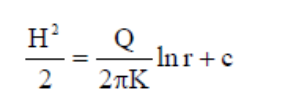 H²/2 = Q/2πK ln r + c